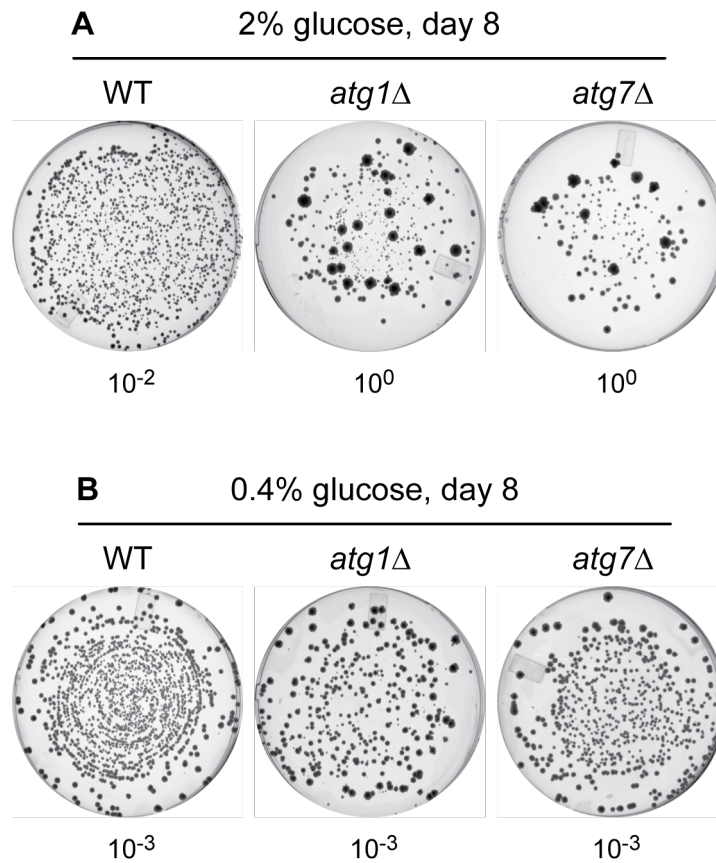 A 2% glucose, day 8
WT atg1Δ atg7Δ
10-2 100 100
B 0.4% glucose, day 8
WT atg1Δ atg7Δ
10-3 10-3 10-3